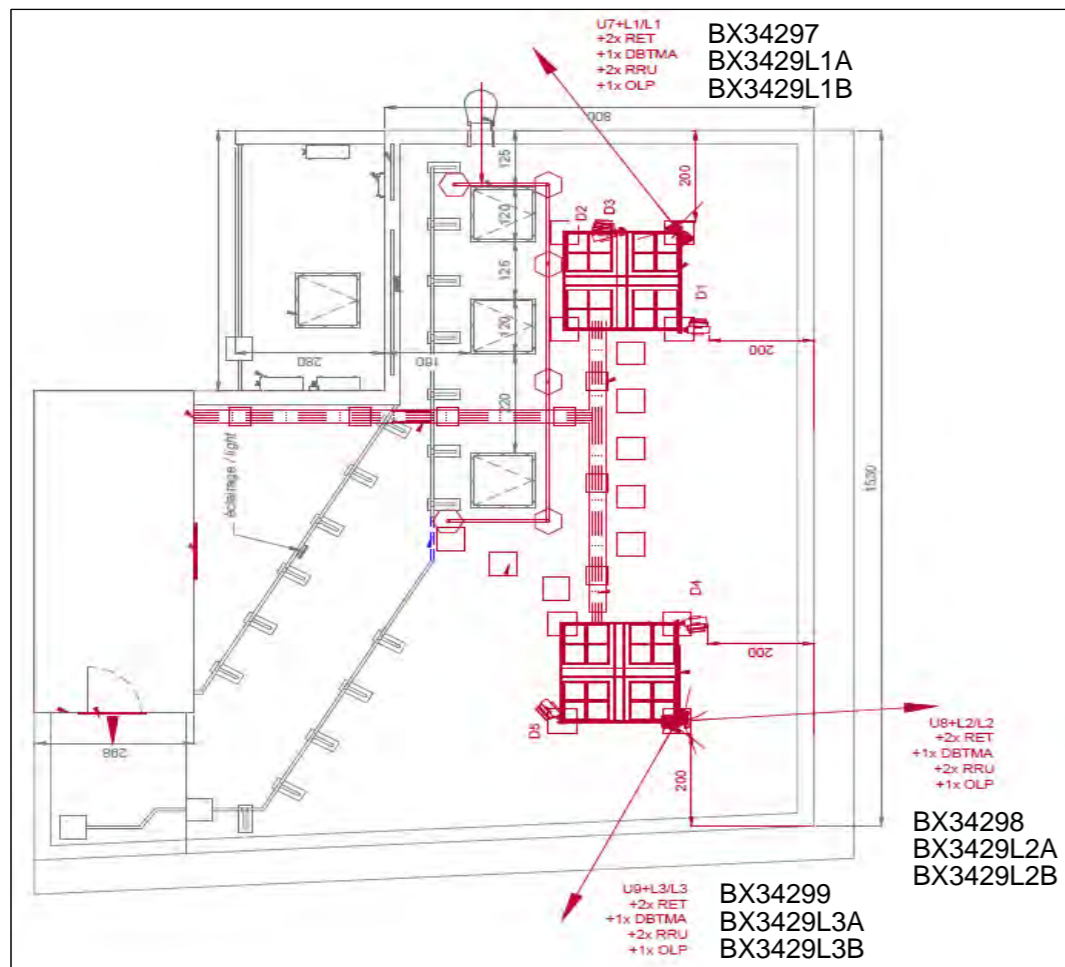 U7+L1/L1
+2x RET
+1x DBTMA
+2x RRU
+1x OLP
BX34297
BX3429L1A
BX3429L1B
800
125
200
D2
D3
120
125
D1
120
280
160
200
220
éclairage / light
1530
D4
200
D5
298
200
U8+L2/L2
+2x RET
+1x DBTMA
+2x RRU
+1x OLP
BX34298
BX3429L2A
BX3429L2B
U9+L3/L3
+2x RET
+1x DBTMA
+2x RRU
+1x OLP
BX34299
BX3429L3A
BX3429L3B